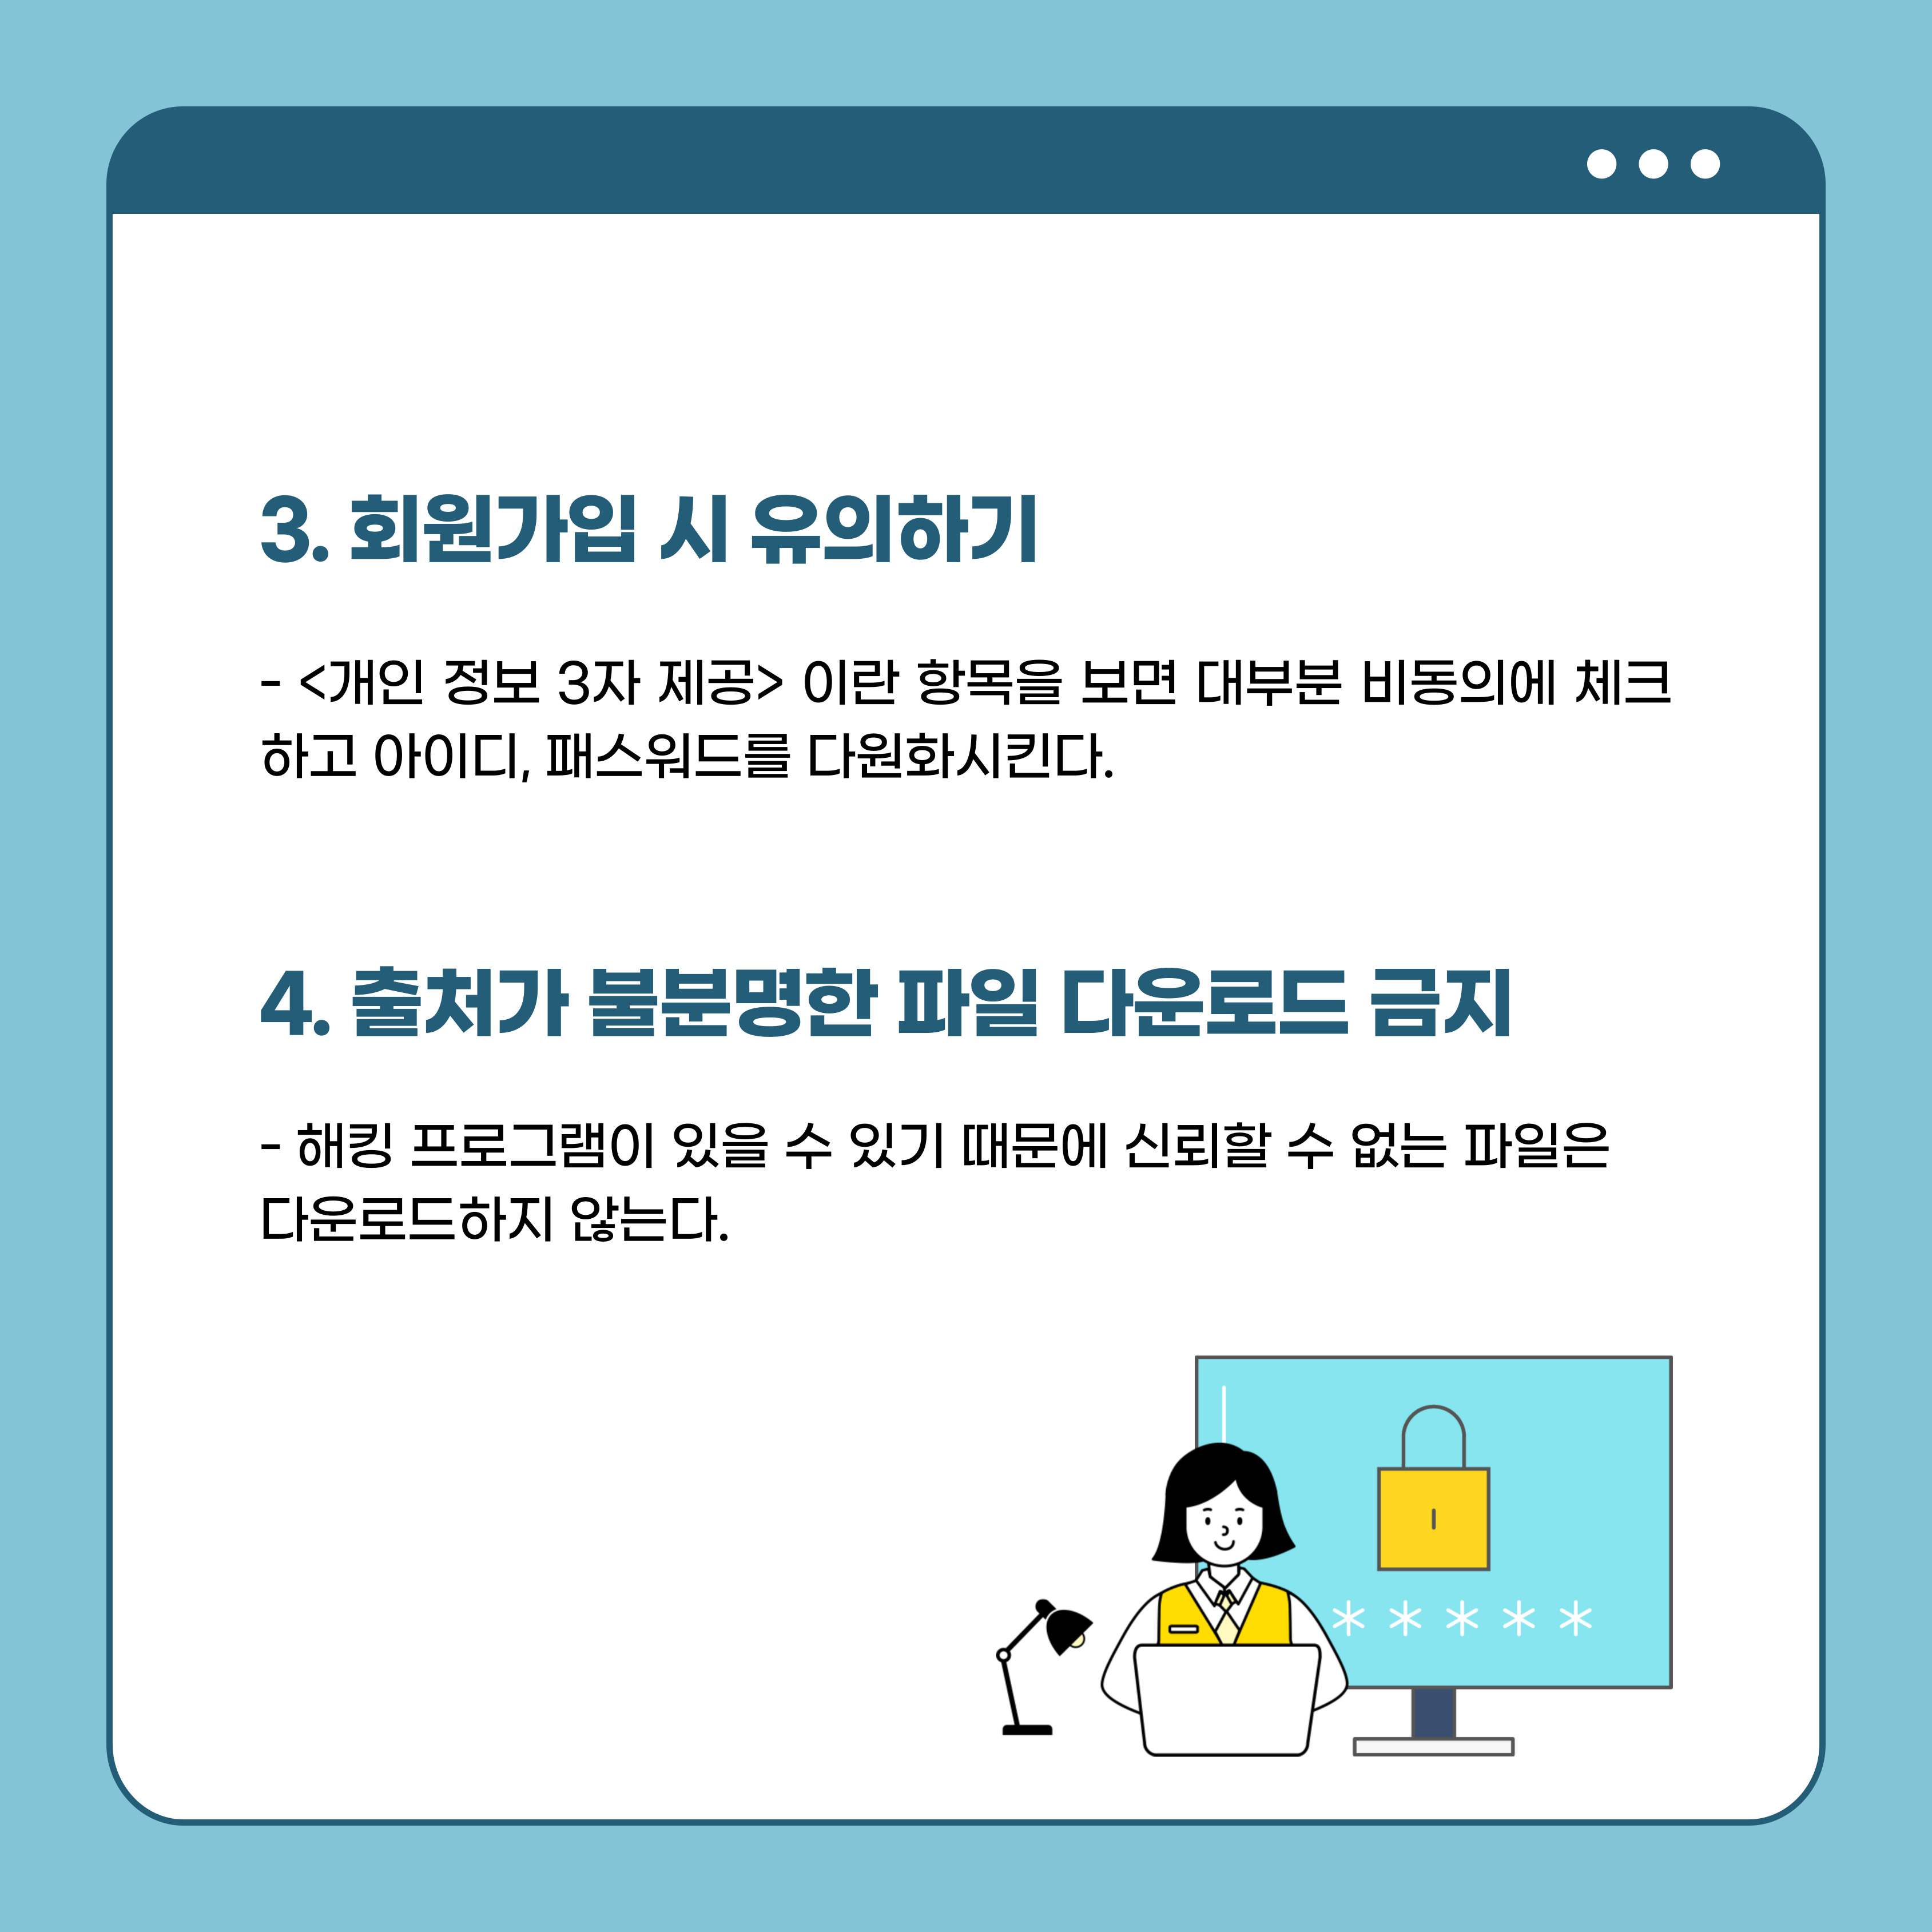 3. 회원가입 시 유의하기
- <개인 정보 3자 제공> 이란 항목을 보면 대부분 비동의에 체크
하고 아이디, 패스워드를 다원화시킨다.
4. 출처가 불분명한 파일 다운로드 금지
- 해킹 프로그램이 있을 수 있기 때문에 신뢰할 수 없는 파을은
다운로드하지 않는다.
*****